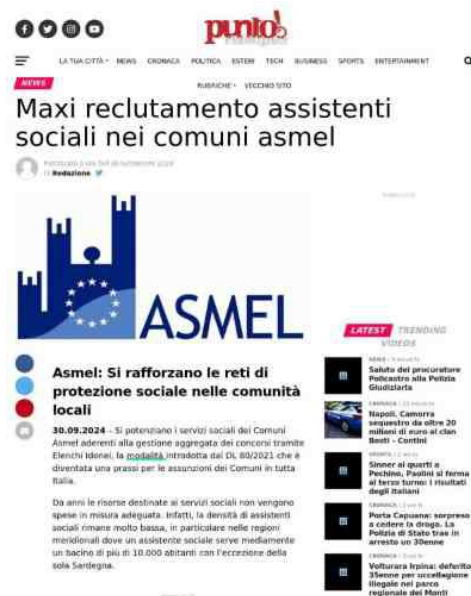 punto!
LA TUA CITTÀ NEWS CRONACA POLITICA ESTERI TECH BUSINESS SPORTS ENTERTAINMENT
NEWS
RUBRICHE VECCHIO SITO
Maxi reclutamento assistenti
sociali nei comuni asmel
Redazione
ASMEL
Asmel: Si rafforzano le reti di
protezione sociale nelle comunità
locali
30.09.2024 – Si potenziano i servizi sociali dei Comuni
Asmel aderenti alla gestione aggregata dei concorsi tramite
Elenchi Idonei, la modalità introdotta dal DL 80/2021 che è
diventata una prassi per le assunzioni dei Comuni in tutta
Italia.
Da anni le risorse destinate ai servizi sociali non vengono
spese in misura adeguata. Infatti, la densità di assistenti
sociali rimane molto bassa, in particolare nelle regioni
meridionali dove un assistente sociale serve mediamente
un bacino di più di 10.000 abitanti con l'eccezione della
sola Sardegna.
LATEST TRENDING
VIDEOS
Saluto del procuratore
Policastro alla Polizia
Giudiziaria
Napoli, Camorra
sequestro da oltre 20
milioni di euro al clan
Bosti – Contini
Sinner ai quarti a
Pechino, Paolini si ferma
al terzo turno: i risultati
degli italiani
Porta Capuana: sorpreso
a cedere la droga. La
Polizia di Stato trae in
arresto un 30enne
Volturara Irpina: deferito
35enne per uccellagione
illegale nel parco
regionale dei Monti